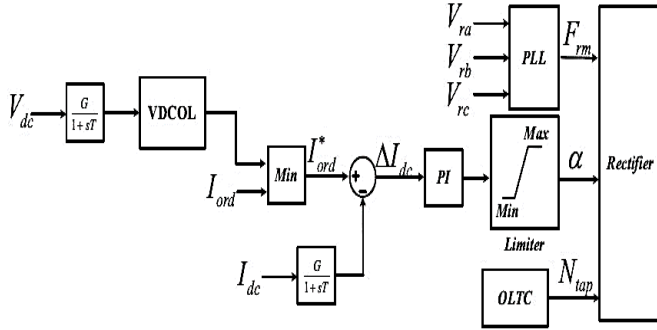 V_ra
V_rb
V_rc
PLL
F_rm
V_dc
G
1+sT
VDCOL
I_ord
Min
I*_ord
+
-
ΔI_dc
PI
Max
Min
Limiter
α
Rectifier
I_dc
G
1+sT
OLTC
N_tap